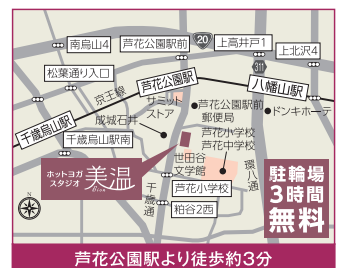 南烏山4
芦花公園駅前
20
上高井戸1
上北沢4
松葉通り入口
芦花公園駅
311
八幡山駅
京王線
サミット
ストア
芦花公園駅前
郵便局
ドンキホーテ
千歳烏山駅
成城石井
千歳烏山駅南
芦花小学校
芦花中学校
世田谷
文学館
環八通
ホットヨガ
スタジオ
美温
Bion
千歳通
芦花小学校
粕谷2西
駐輪場
3時間
無料
N
芦花公園駅より徒歩約3分